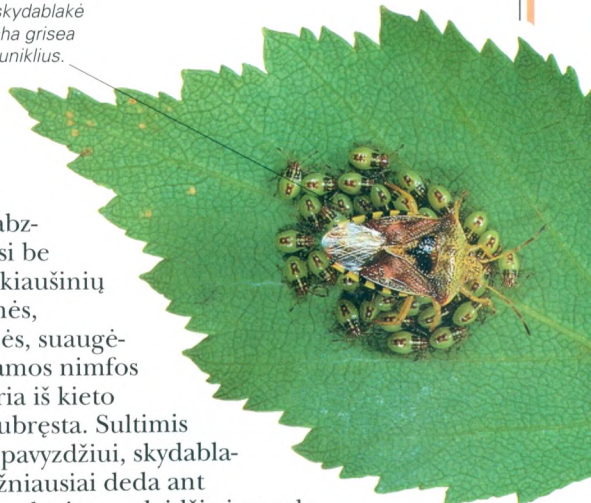 skydablakė
ha grisea
uniklius.
abz-
si be
kiaušinių
nės,
ės, suaugė-
amos nimfos
ria iš kieto
ubręsta. Sultimis
pavyzdžiui, skydabla-
žniausiai deda ant